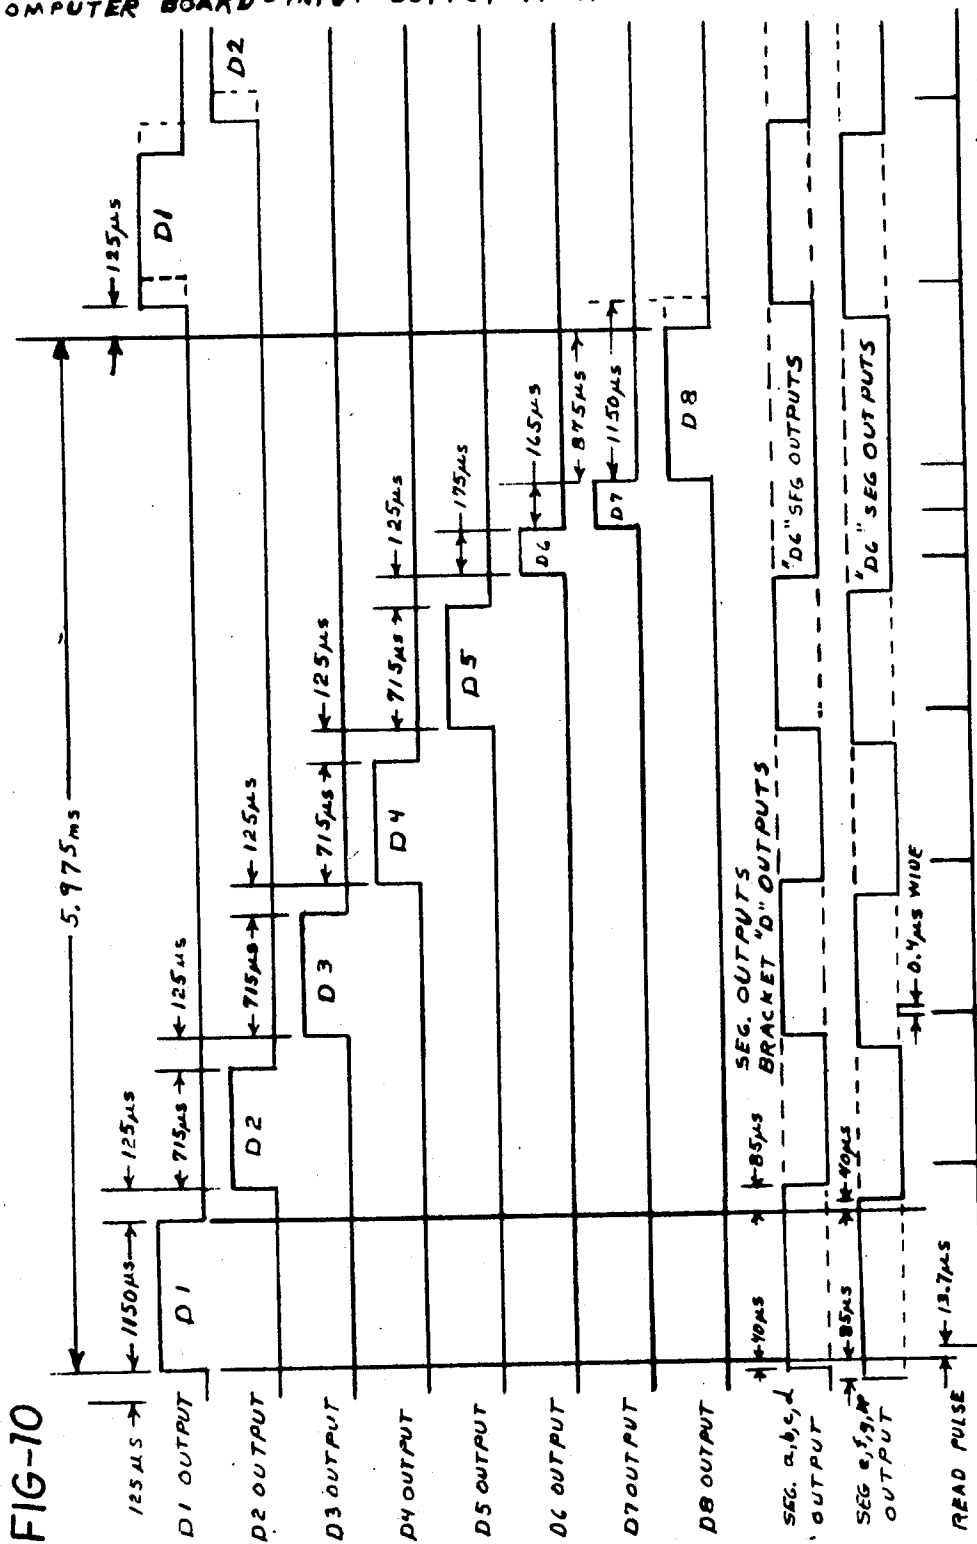 OMPUTER BOARD-INPUT SUPPLY
FIG-10
5.975ms
125μs
1150μs
125μs
715μs
125μs
715μs
125μs
715μs
125μs
715μs
125μs
175μs
165μs
875μs
1150μs
125μs
D1 OUTPUT
D1
D1
D2 OUTPUT
D2
D2
D3 OUTPUT
D3
D4 OUTPUT
D4
D5 OUTPUT
D5
D6 OUTPUT
D6
D7 OUTPUT
D7
D8 OUTPUT
D8
SEG. OUTPUTS
BRACKET "D" OUTPUTS
SEG. a,b,c,d
OUTPUT
40μs
85μs
"D6" SEG OUTPUTS
SEG e,f,g,
OUTPUT
85μs
40μs
"D6" SEG OUTPUTS
0.4μs WIDE
READ PULSE
13.7μs